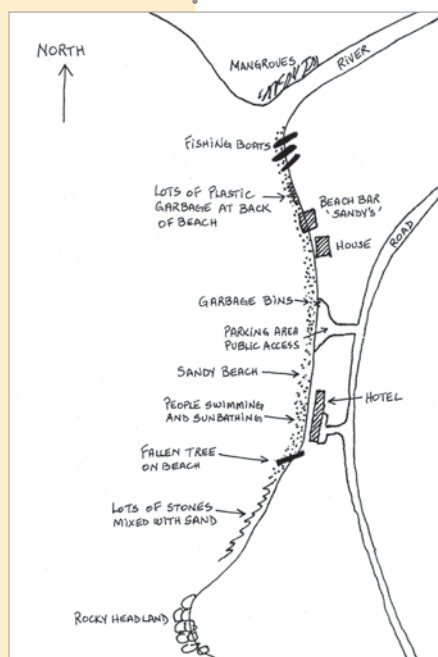 NORTH
MANGROVES
RIVER
FISHING BOATS
LOTS OF PLASTIC
GARBAGE AT BACK
OF BEACH
BEACH BAR
'SANDY'S'
HOUSE
ROAD
GARBAGE BINS
PARKING AREA
PUBLIC ACCESS
SANDY BEACH
HOTEL
PEOPLE SWIMMING
AND SUNBATHING
FALLEN TREE
ON BEACH
LOTS OF STONES
MIXED WITH SAND
ROCKY HEADLAND